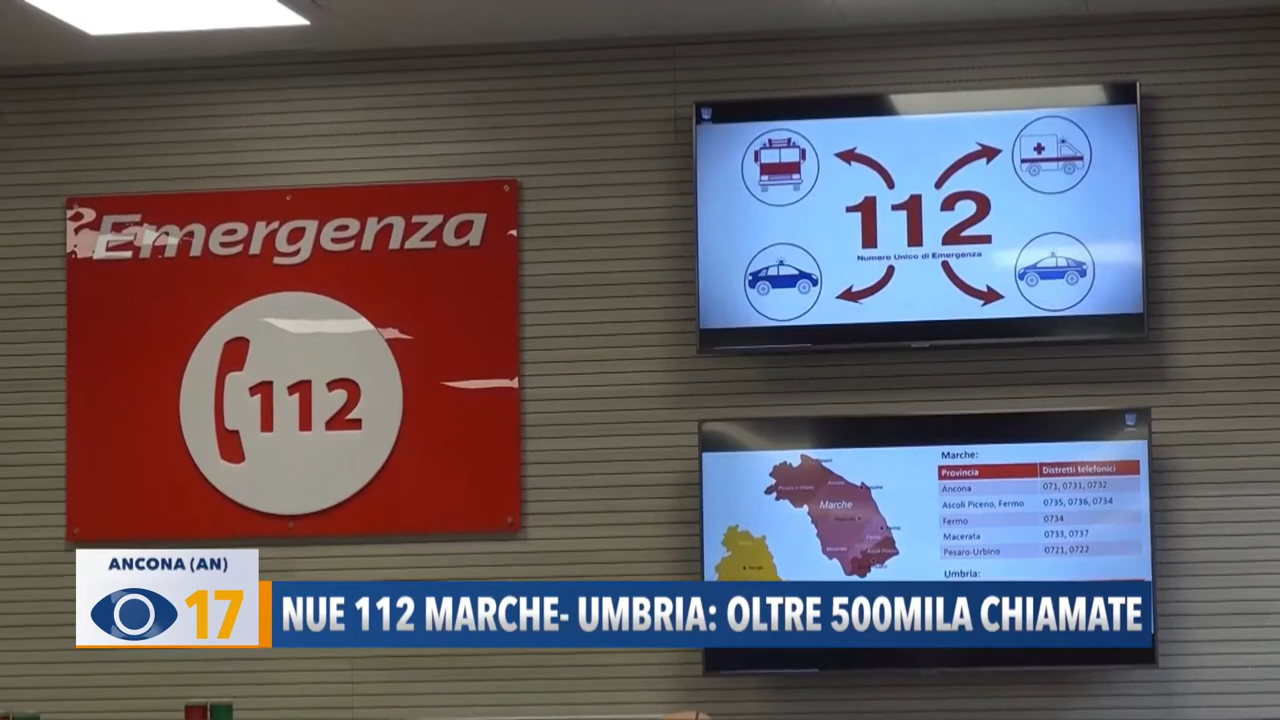 Emergenza
112
112
Numero Unico di Emergenza
Marche:
Provincia Distretti telefonici
Ancona 071, 0731, 0732
Ascoli Piceno, Fermo 0735, 0736, 0734
Fermo 0734
Macerata 0733, 0737
Pesaro-Urbino 0721, 0722
Umbria:
Marche
ANCONA (AN)
17
NUE 112 MARCHE- UMBRIA: OLTRE 500MILA CHIAMATE